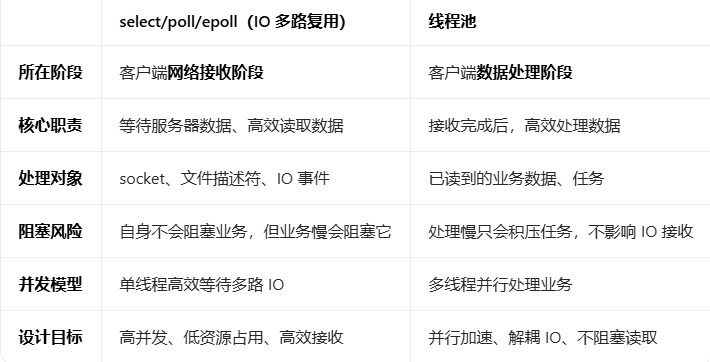 select/poll/epoll（IO 多路复用） 线程池
所在阶段 客户端网络接收阶段 客户端数据处理阶段
核心职责 等待服务器数据、高效读取数据 接收完成后，高效处理数据
处理对象 socket、文件描述符、IO 事件 已读到的业务数据、任务
阻塞风险 自身不会阻塞业务，但业务慢会阻塞它 处理慢只会积压任务，不影响 IO 接收
并发模型 单线程高效等待多路 IO 多线程并行处理业务
设计目标 高并发、低资源占用、高效接收 并行加速、解耦 IO、不阻塞读取